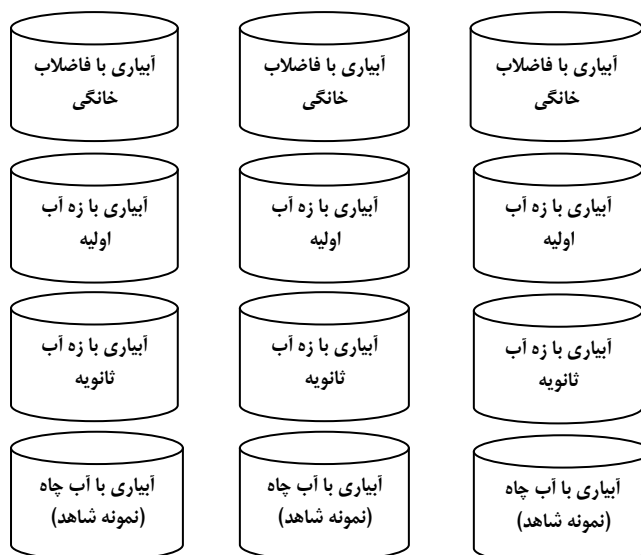 آبیاری با فاضلاب
خانگی
آبیاری با فاضلاب
خانگی
آبیاری با فاضلاب
خانگی
آبیاری با زه آب
اولیه
آبیاری با زه آب
اولیه
آبیاری با زه آب
اولیه
آبیاری با زه آب
ثانویه
آبیاری با زه آب
ثانویه
آبیاری با زه آب
ثانویه
آبیاری با آب چاه
(نمونه شاهد)
آبیاری با آب چاه
(نمونه شاهد)
آبیاری با آب چاه
(نمونه شاهد)